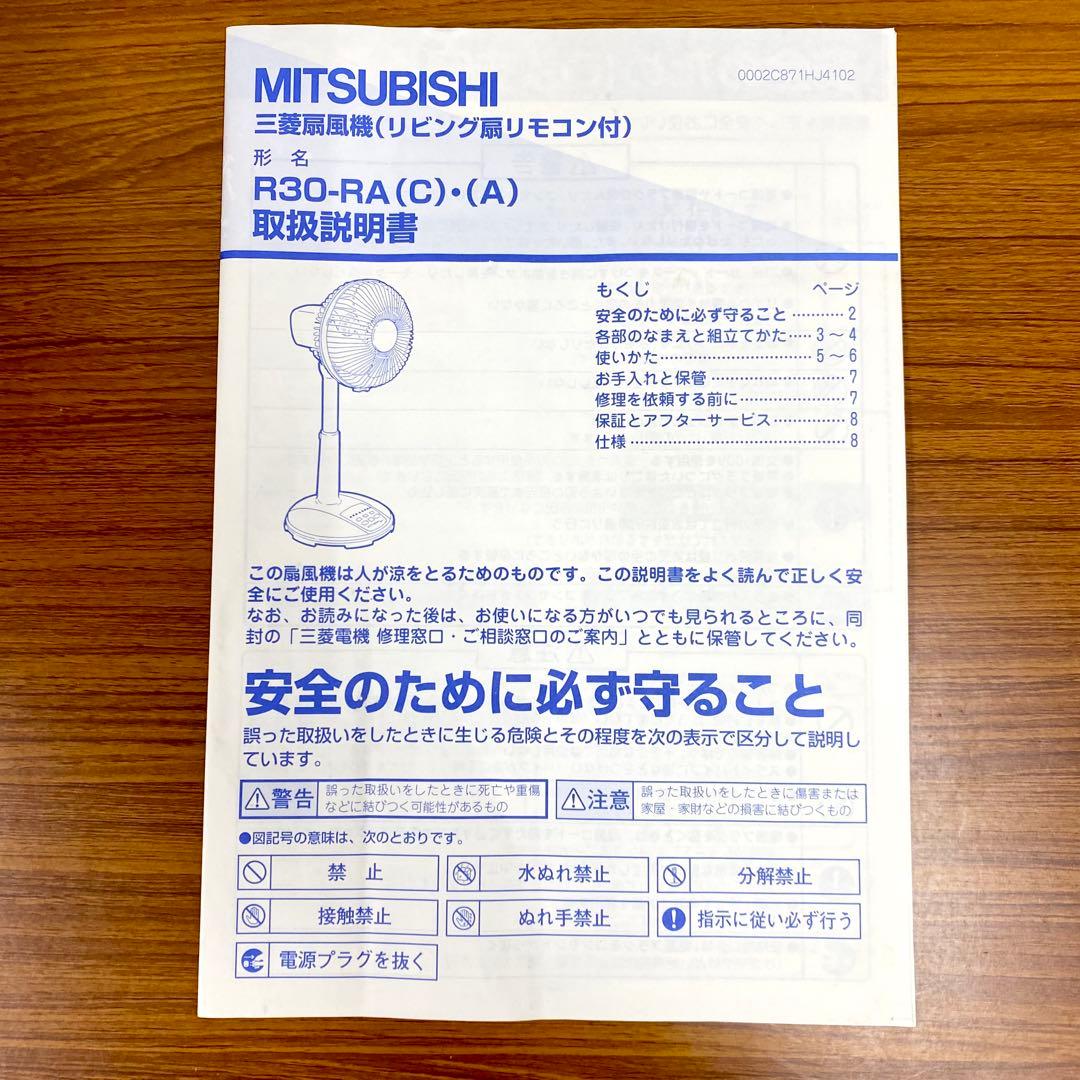 MITSUBISHI
0002C871HJ4102
三菱扇風機(リビング扇リモコン付)
形 名
R30-RA(C)・(A)
取扱説明書
もくじ ページ
安全のために必ず守ること ………… 2
各部のなまえと組立てかた…… 3〜4
使いかた……………………………… 5〜6
お手入れと保管 …………………… 7
修理を依頼する前に………………… 7
保証とアフターサービス…………… 8
仕様 …………………………………… 8
この扇風機は人が涼をとるためのものです。この説明書をよく読んで正しく安
全にご使用ください。
なお、お読みになった後は、お使いになる方がいつでも見られるところに、同
封の「三菱電機 修理窓口・ご相談窓口のご案内」とともに保管してください。
安全のために必ず守ること
誤った取扱いをしたときに生じる危険とその程度を次の表示で区分して説明し
ています。
警告 誤った取扱いをしたときに死亡や重傷
などに結びつく可能性があるもの
注意 誤った取扱いをしたときに傷害または
家屋・家財などの損害に結びつくもの
●図記号の意味は、次のとおりです。
禁 止 水ぬれ禁止 分解禁止
接触禁止 ぬれ手禁止 指示に従い必ず行う
電源プラグを抜く